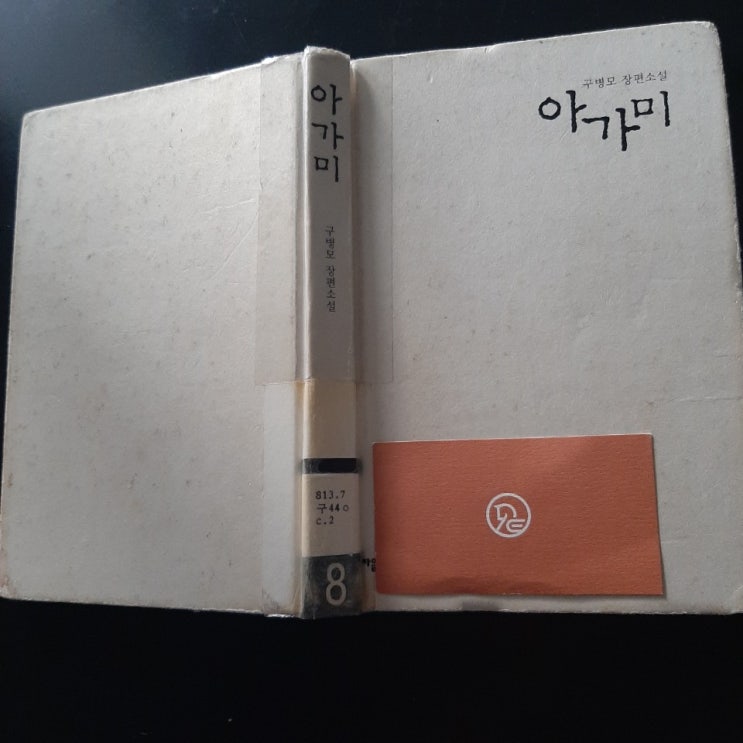 아가미
구병모 장편소설
813.7
구44ㅇ
c.2
8
구병모 장편소설
아가미